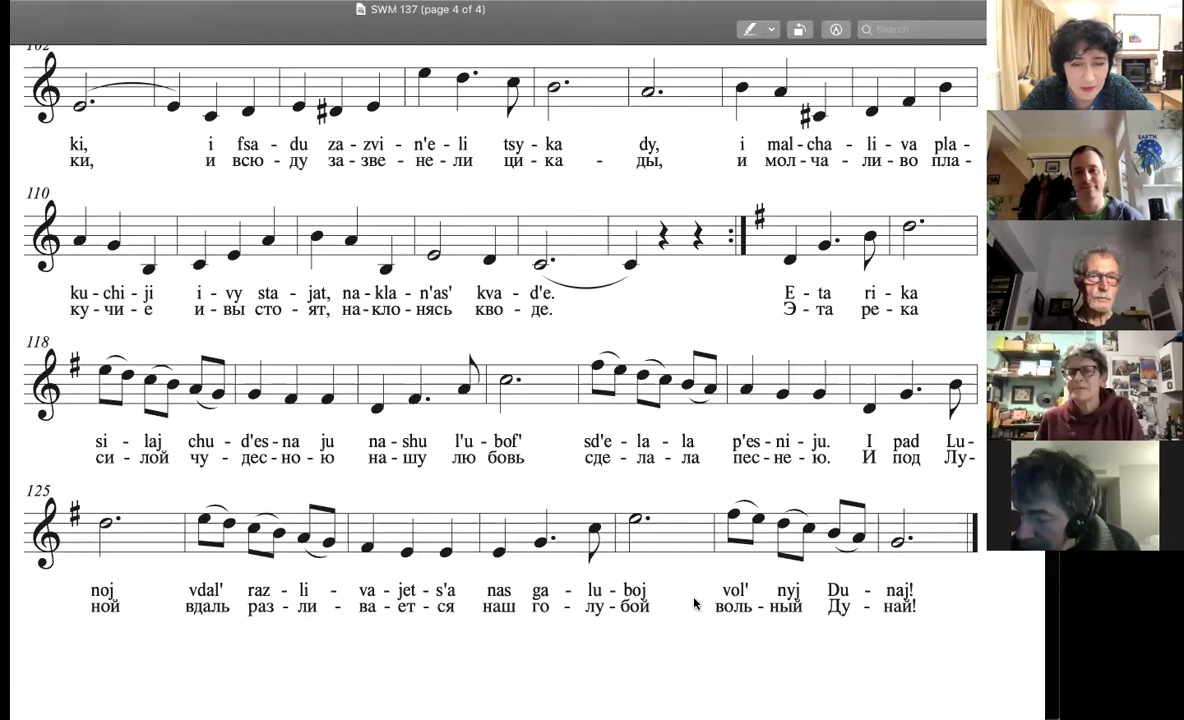 SWM 137 (page 4 of 4)
Search
102
ki, i fsa - du za - zvi - n'e - li tsy - ka dy, i mal - cha - li - va pla -
ки, и всю - ду за - зве - не - ли ци - ка - ды, и мол - ча - ли - во пла -
110
ku - chi - ji i - vy sta - jat, na - kla - n'as' kva - d'e. E - ta ri - ka
ку - чи - е и - вы сто - ят, на - кло - нясь кво - де. Э - та ре - ка
118
si - laj chu - d'es - na ju na - shu l'u - bof' sd'e - la - la p'es - ni - ju. I pad Lu -
си - лой чу - дес - но - ю на - шу лю бовь сде - ла - ла пес - не - ю. И под Лу -
125
noj vdal' raz - li - va - jet - s'a nas ga - lu - boj vol' nyj Du - naj!
ной вдаль раз - ли - ва - ет - ся наш го - лу - бой воль - ный Ду - най!
EARTH